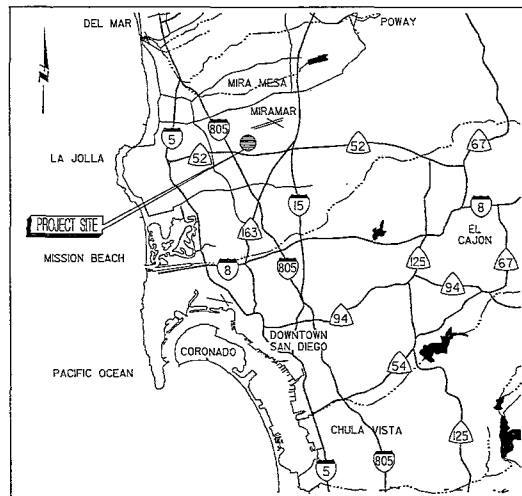 DEL MAR
POWAY
N
MIRA MESA
MIRAMAR
805
5
52
52
67
LA JOLLA
15
8
PROJECT SITE
163
EL
CAJON
MISSION BEACH
8
805
125
67
94
94
DOWNTOWN
SAN DIEGO
CORONADO
54
PACIFIC OCEAN
CHULA VISTA
125
805
5